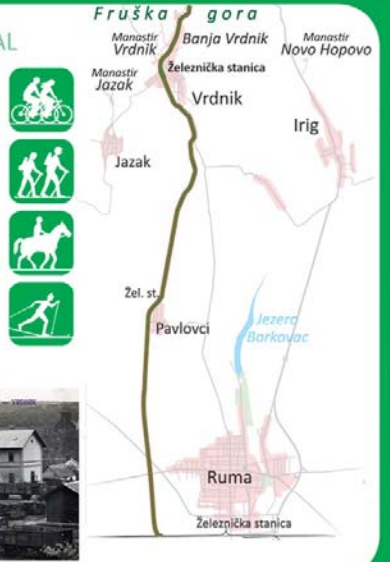 AL
Fruška gora
Manastir
Vrdnik
Banja Vrdnik
Manastir
Novo Hopovo
Manastir
Jazak
Železnička stanica
Vrdnik
Irig
Jazak
Žel. st.
Pavlovci
Jezero
Borkovac
VRDNIK
Ruma
Železnička stanica